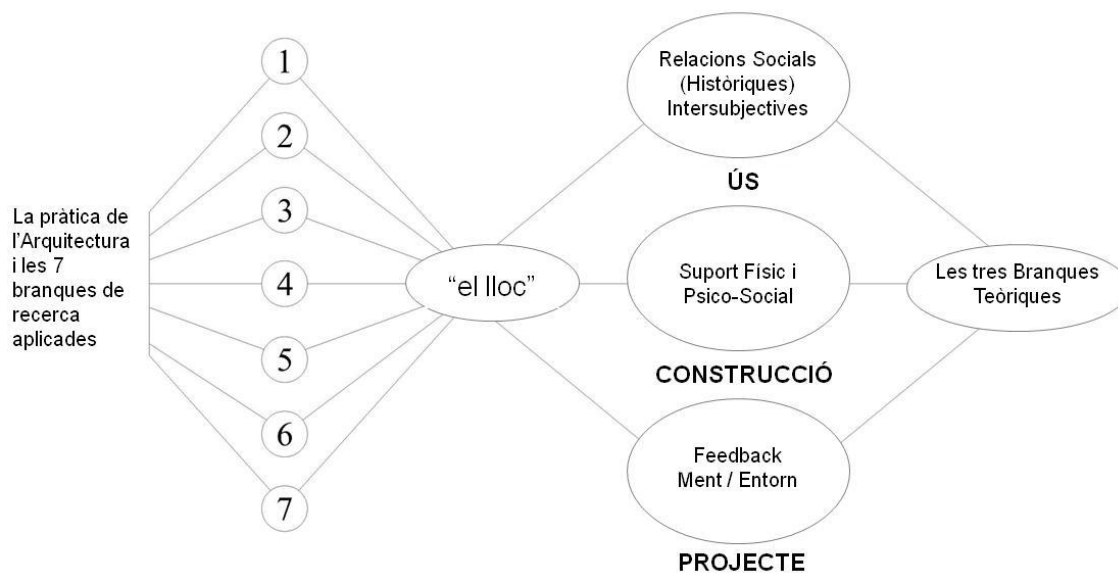 La pràtica de
l'Arquitectura
i les 7
branques de
recerca
aplicades
1
2
3
4
5
6
7
“el lloc”
Relacions Socials
(Històriques)
Intersubjectives
ÚS
Suport Físic i
Psico-Social
CONSTRUCCIÓ
Feedback
Ment / Entorn
PROJECTE
Les tres Branques
Teòriques